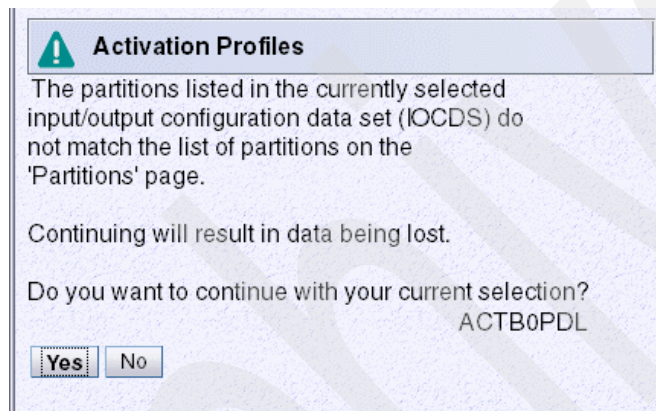 Activation Profiles
The partitions listed in the currently selected
input/output configuration data set (IOCDS) do
not match the list of partitions on the
'Partitions' page.
Continuing will result in data being lost.
Do you want to continue with your current selection?
ACTB0PDL
Yes No